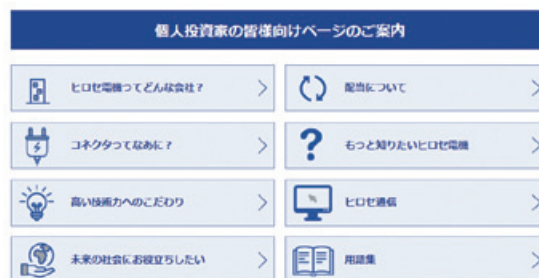 個人投資家の皆様向けページのご案内
ヒロセ電機ってどんな会社？
配当について
コネクタってなあに？
もっと知りたいヒロセ電機
高い技術力へのこだわり
ヒロセ通信
未来の社会にお役立ちしたい
用語集